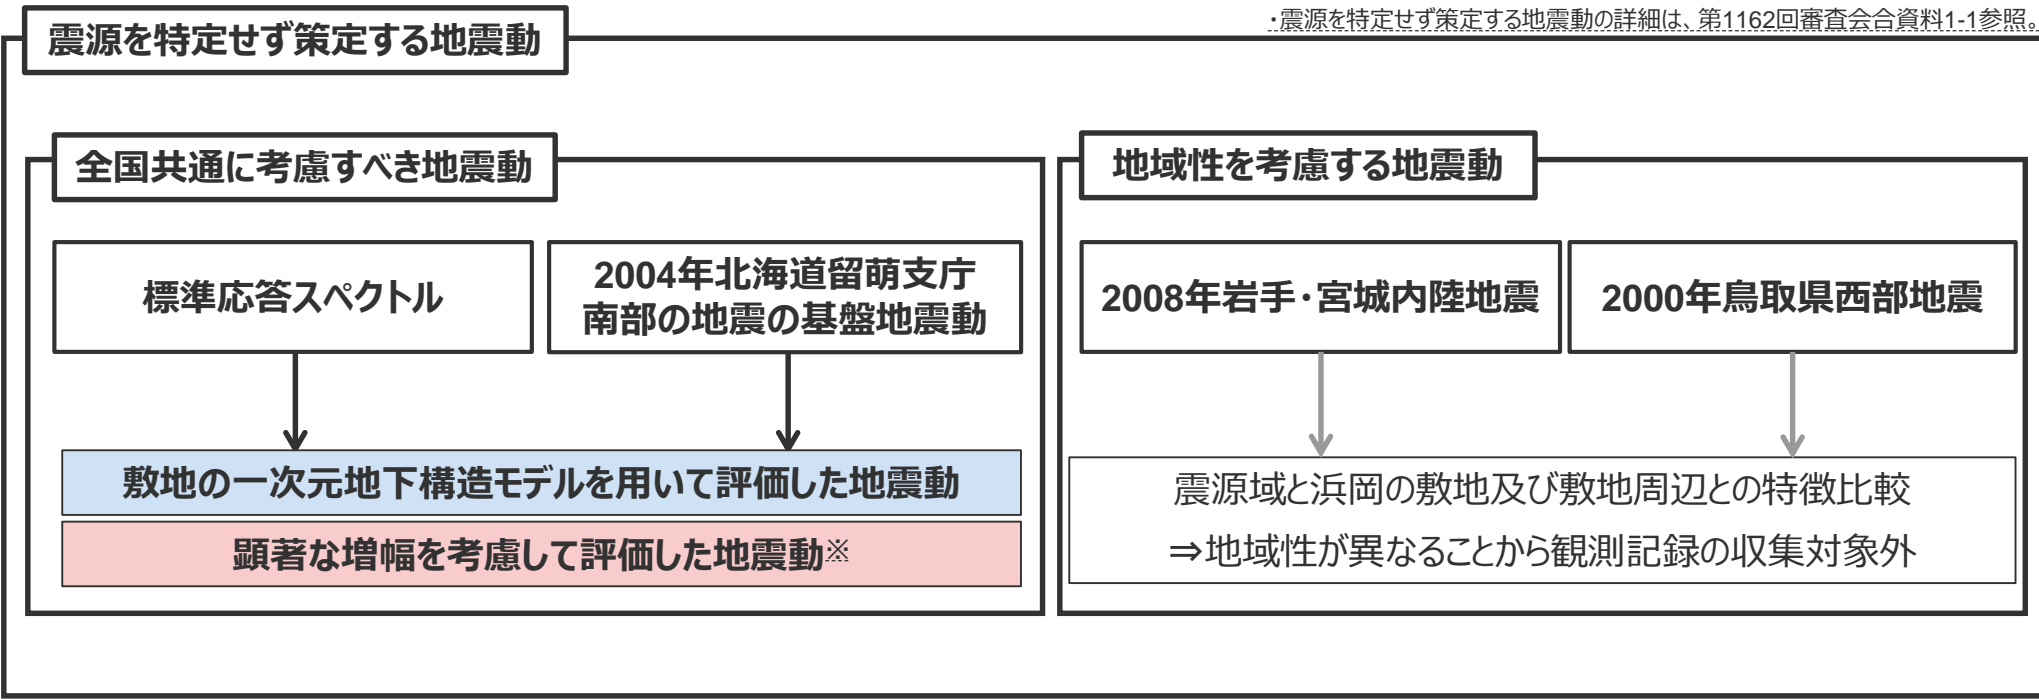 ・震源を特定せず策定する地震動の詳細は、第1162回審査会合資料1-1参照。
震源を特定せず策定する地震動
全国共通に考慮すべき地震動
標準応答スペクトル
2004年北海道留萌支庁
南部の地震の基盤地震動
敷地の一次元地下構造モデルを用いて評価した地震動
顕著な増幅を考慮して評価した地震動※
地域性を考慮する地震動
2008年岩手・宮城内陸地震
2000年鳥取県西部地震
震源域と浜岡の敷地及び敷地周辺との特徴比較
⇒地域性が異なることから観測記録の収集対象外